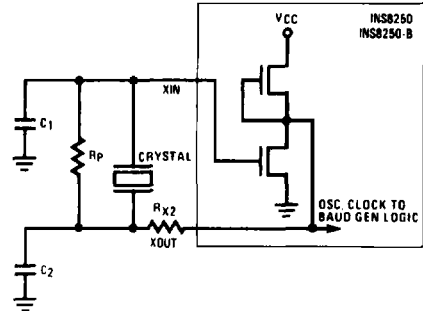 INS8250
INS8250-B
VCC
XIN
C1
RP
CRYSTAL
RX2
XOUT
OSC. CLOCK TO
BAUD GEN LOGIC
C2